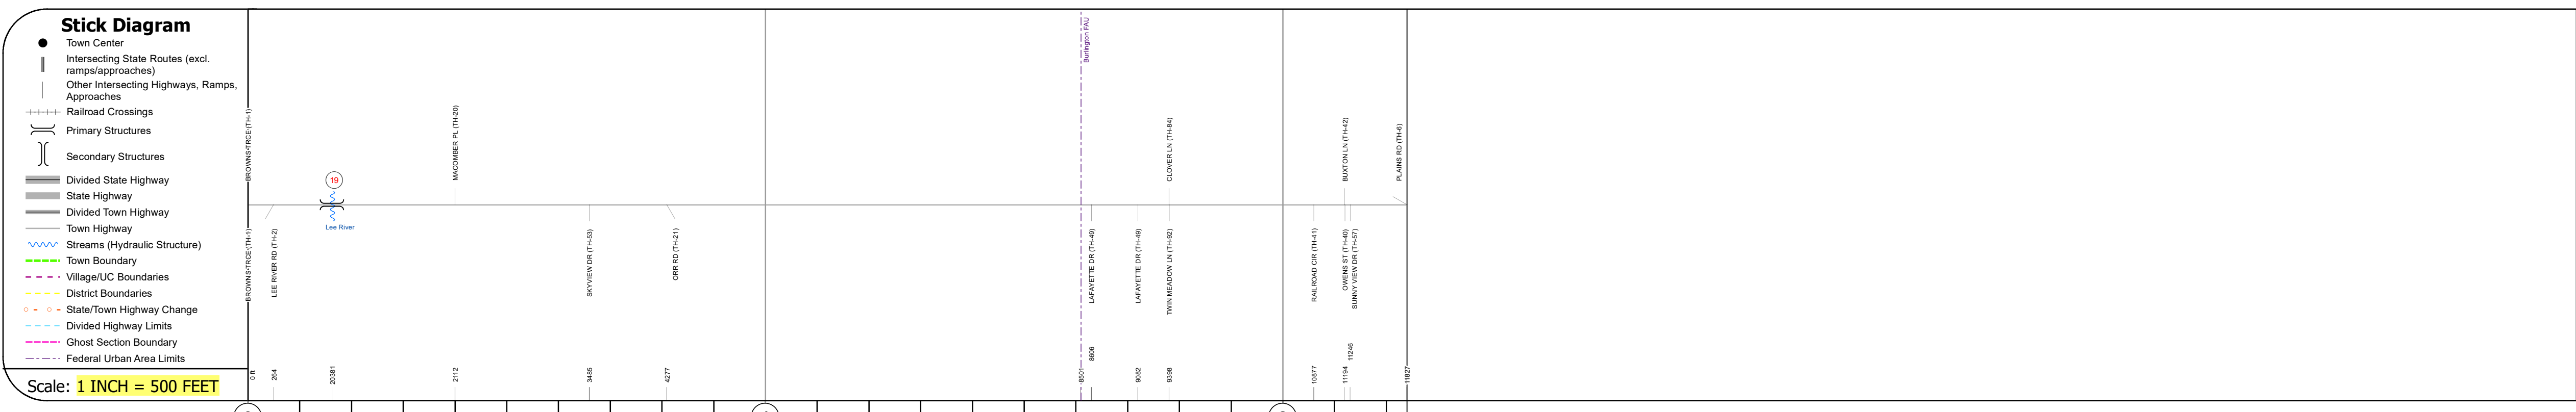 Stick Diagram
Town Center
Intersecting State Routes (excl.
ramps/approaches)
Other Intersecting Highways, Ramps,
Approaches
Railroad Crossings
Primary Structures
Secondary Structures
Divided State Highway
State Highway
Divided Town Highway
Town Highway
Streams (Hydraulic Structure)
Town Boundary
Village/UC Boundaries
District Boundaries
State/Town Highway Change
Divided Highway Limits
Ghost Section Boundary
Federal Urban Area Limits
Scale: 1 INCH = 500 FEET
Burlington FAU
BROWNS TRCE (TH-1)
MACOMBER PL (TH-20)
CLOVER LN (TH-84)
BUXTON LN (TH-42)
PLAINS RD (TH-6)
19
Lee River
BROWNS TRCE (TH-1)
LEE RIVER RD (TH-2)
SKYVIEW DR (TH-53)
ORR RD (TH-21)
LAFAYETTE DR (TH-49)
LAFAYETTE DR (TH-49)
TWIN MEADOW LN (TH-92)
RAILROAD CIR (TH-41)
OWENS ST (TH-40)
SUNNY VIEW DR (TH-57)
0 ft
264
20381
2112
3485
4277
8501
8606
9082
9398
10877
11194
11246
11827